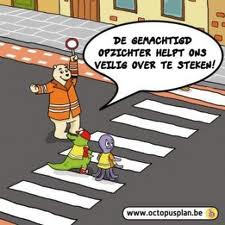 DE GEMACHTIGD
OPZICHTER HELPT ONS
VEILIG OVER TE STEKEN!
www.octopusplan.be